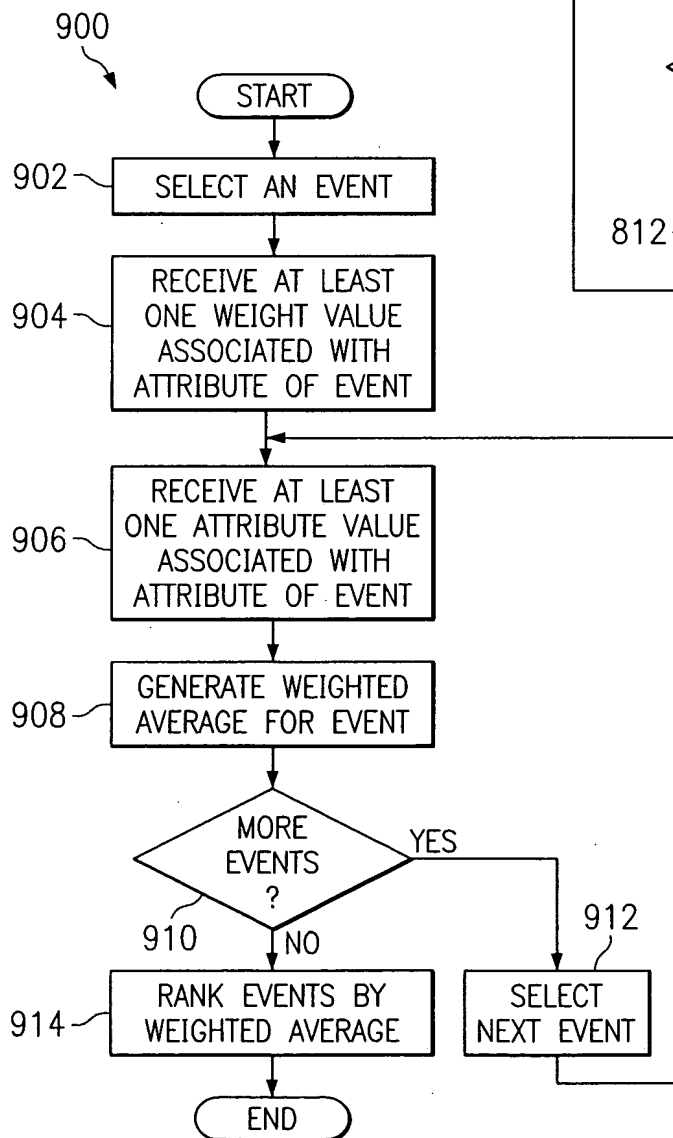 900
START
902
SELECT AN EVENT
812
904
RECEIVE AT LEAST
ONE WEIGHT VALUE
ASSOCIATED WITH
ATTRIBUTE OF EVENT
906
RECEIVE AT LEAST
ONE ATTRIBUTE VALUE
ASSOCIATED WITH
ATTRIBUTE OF EVENT
908
GENERATE WEIGHTED
AVERAGE FOR EVENT
MORE
EVENTS
?
YES
910
NO
912
914
RANK EVENTS BY
WEIGHTED AVERAGE
SELECT
NEXT EVENT
END